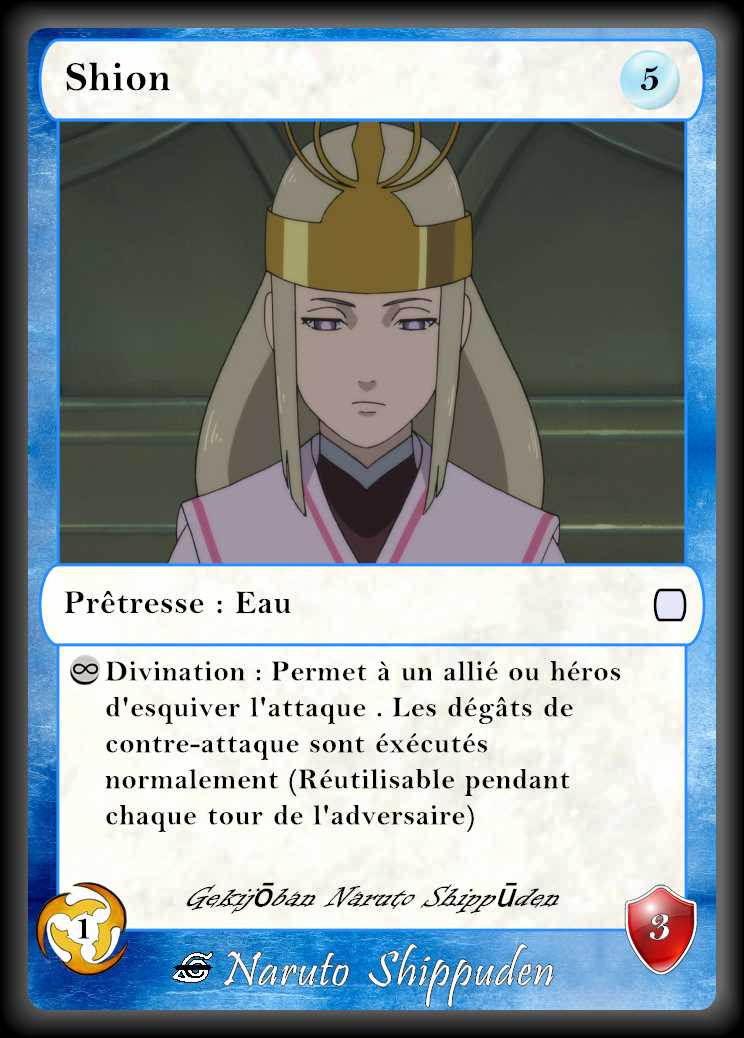 Shion
5
Prêtresse : Eau
∞ Divination : Permet à un allié ou héros
d'esquiver l'attaque . Les dégâts de
contre-attaque sont éxécutés
normalement (Réutilisable pendant
chaque tour de l'adversaire)
Gekijōban Naruto Shippūden
1
3
Naruto Shippuden